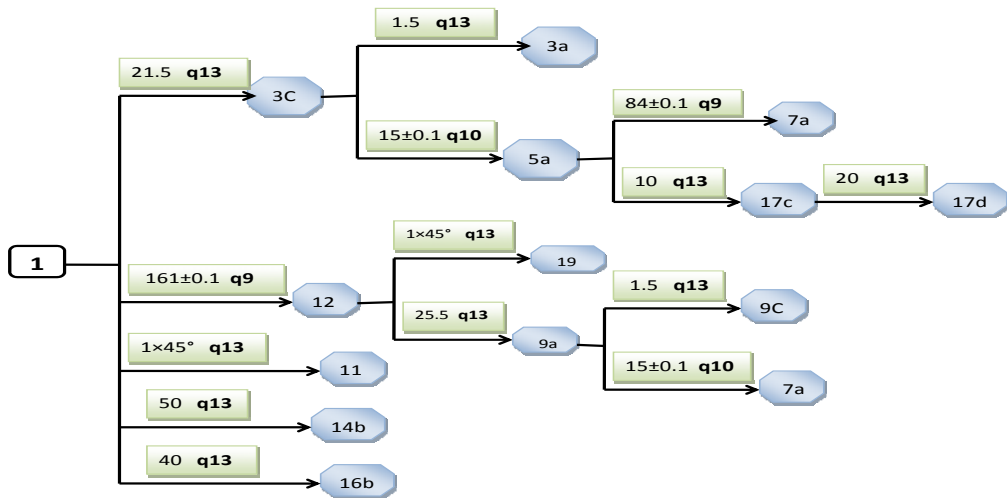 1.5 q13
3a
21.5 q13
3C
84±0.1 q9
7a
15±0.1 q10
5a
10 q13
17c
20 q13
17d
1
1×45° q13
19
161±0.1 q9
12
1.5 q13
9C
25.5 q13
9a
1×45° q13
11
15±0.1 q10
7a
50 q13
14b
40 q13
16b